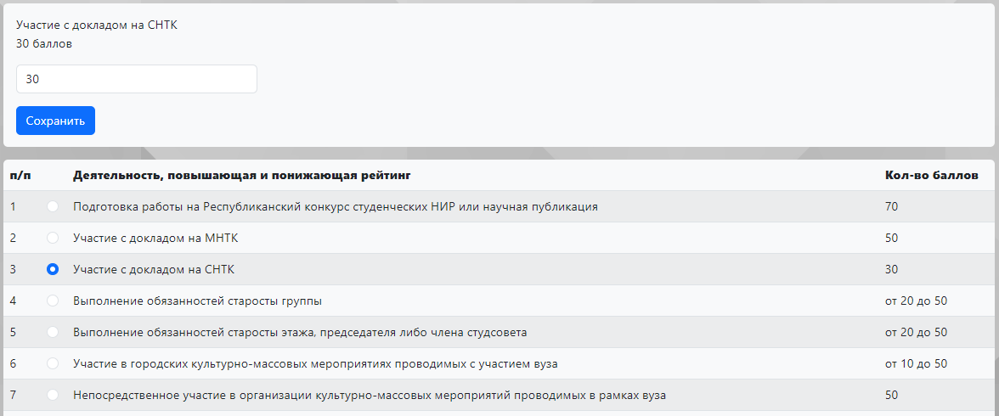 Участие с докладом на СНТК
30 баллов
30
Сохранить
п/п Деятельность, повышающая и понижающая рейтинг Кол-во баллов
1 Подготовка работы на Республиканский конкурс студенческих НИР или научная публикация 70
2 Участие с докладом на МНТК 50
3 Участие с докладом на СНТК 30
4 Выполнение обязанностей старосты группы от 20 до 50
5 Выполнение обязанностей старосты этажа, председателя либо члена студсовета от 20 до 50
6 Участие в городских культурно-массовых мероприятиях проводимых с участием вуза от 10 до 50
7 Непосредственное участие в организации культурно-массовых мероприятий проводимых в рамках вуза 50